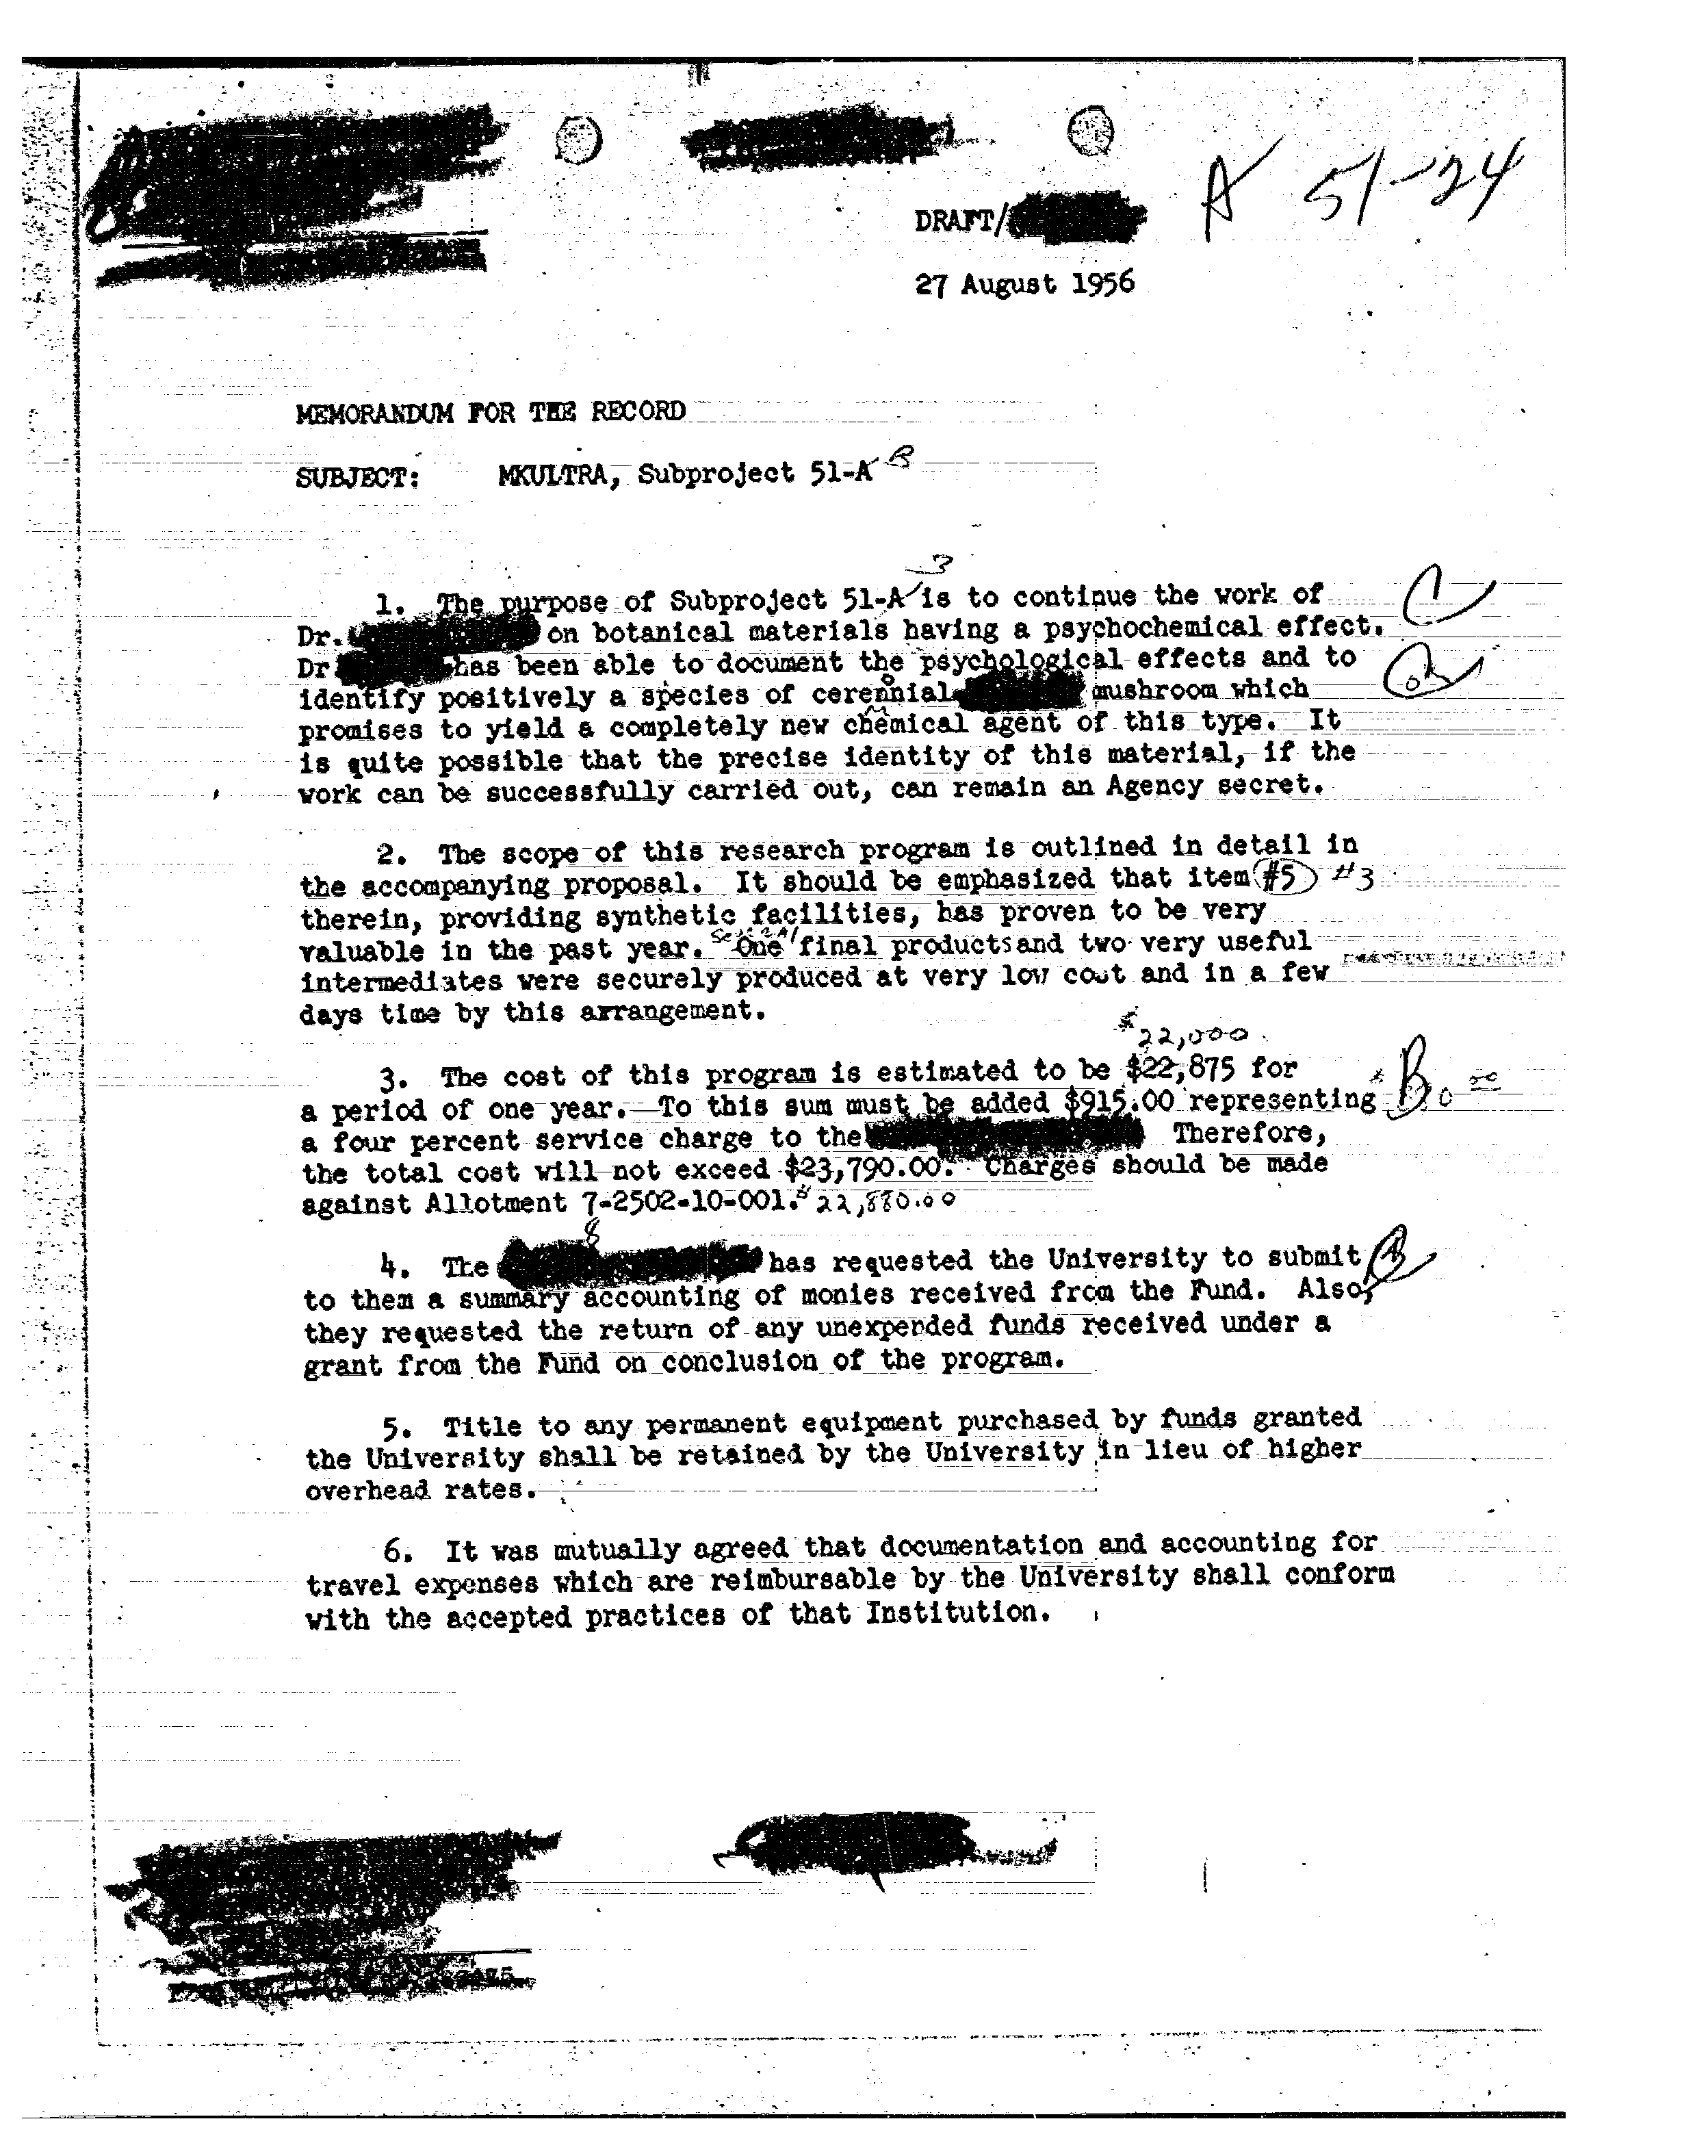 A 51-24
DRAFT/
27 August 1956
MEMORANDUM FOR THE RECORD
SUBJECT: MKULTRA, Subproject 51-A B
1. The purpose of Subproject 51-A is to continue the work of
Dr. on botanical materials having a psychochemical effect.
Dr has been able to document the psychological effects and to
identify positively a species of cerennial mushroom which
promises to yield a completely new chemical agent of this type. It
is quite possible that the precise identity of this material, if the
work can be successfully carried out, can remain an Agency secret.
2. The scope of this research program is outlined in detail in
the accompanying proposal. It should be emphasized that item #5 #3
therein, providing synthetic facilities, has proven to be very
several
valuable in the past year. One final products and two very useful
intermediates were securely produced at very low cost and in a few
days time by this arrangement.
$22,000
3. The cost of this program is estimated to be $22,875 for
a period of one year. To this sum must be added $915.00 representing
a four percent service charge to the Therefore,
the total cost will not exceed $23,790.00. Charges should be made
against Allotment 7-2502-10-001. $22,880.00
4. The has requested the University to submit
to them a summary accounting of monies received from the Fund. Also,
they requested the return of any unexpended funds received under a
grant from the Fund on conclusion of the program.
5. Title to any permanent equipment purchased by funds granted
the University shall be retained by the University in lieu of higher
overhead rates.
6. It was mutually agreed that documentation and accounting for
travel expenses which are reimbursable by the University shall conform
with the accepted practices of that Institution.